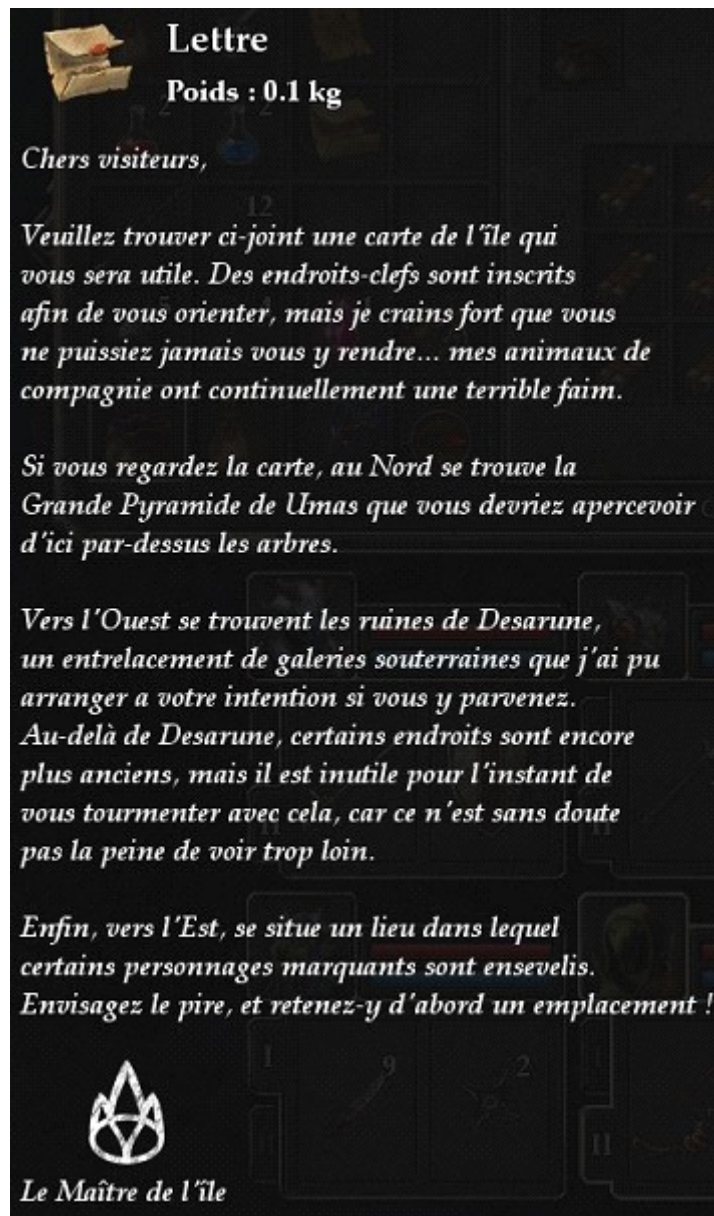 Lettre
Poids : 0.1 kg
Chers visiteurs,
Veuillez trouver ci-joint une carte de l'île qui
vous sera utile. Des endroits-clefs sont inscrits
afin de vous orienter, mais je crains fort que vous
ne puissiez jamais vous y rendre... mes animaux de
compagnie ont continuellement une terrible faim.
Si vous regardez la carte, au Nord se trouve la
Grande Pyramide de Umas que vous devriez apercevoir
d'ici par-dessus les arbres.
Vers l'Ouest se trouvent les ruines de Desarune,
un entrelacement de galeries souterraines que j'ai pu
arranger a votre intention si vous y parvenez.
Au-delà de Desarune, certains endroits sont encore
plus anciens, mais il est inutile pour l'instant de
vous tourmenter avec cela, car ce n'est sans doute
pas la peine de voir trop loin.
Enfin, vers l'Est, se situe un lieu dans lequel
certains personnages marquants sont ensevelis.
Envisagez le pire, et retenez-y d'abord un emplacement !
Le Maître de l'île